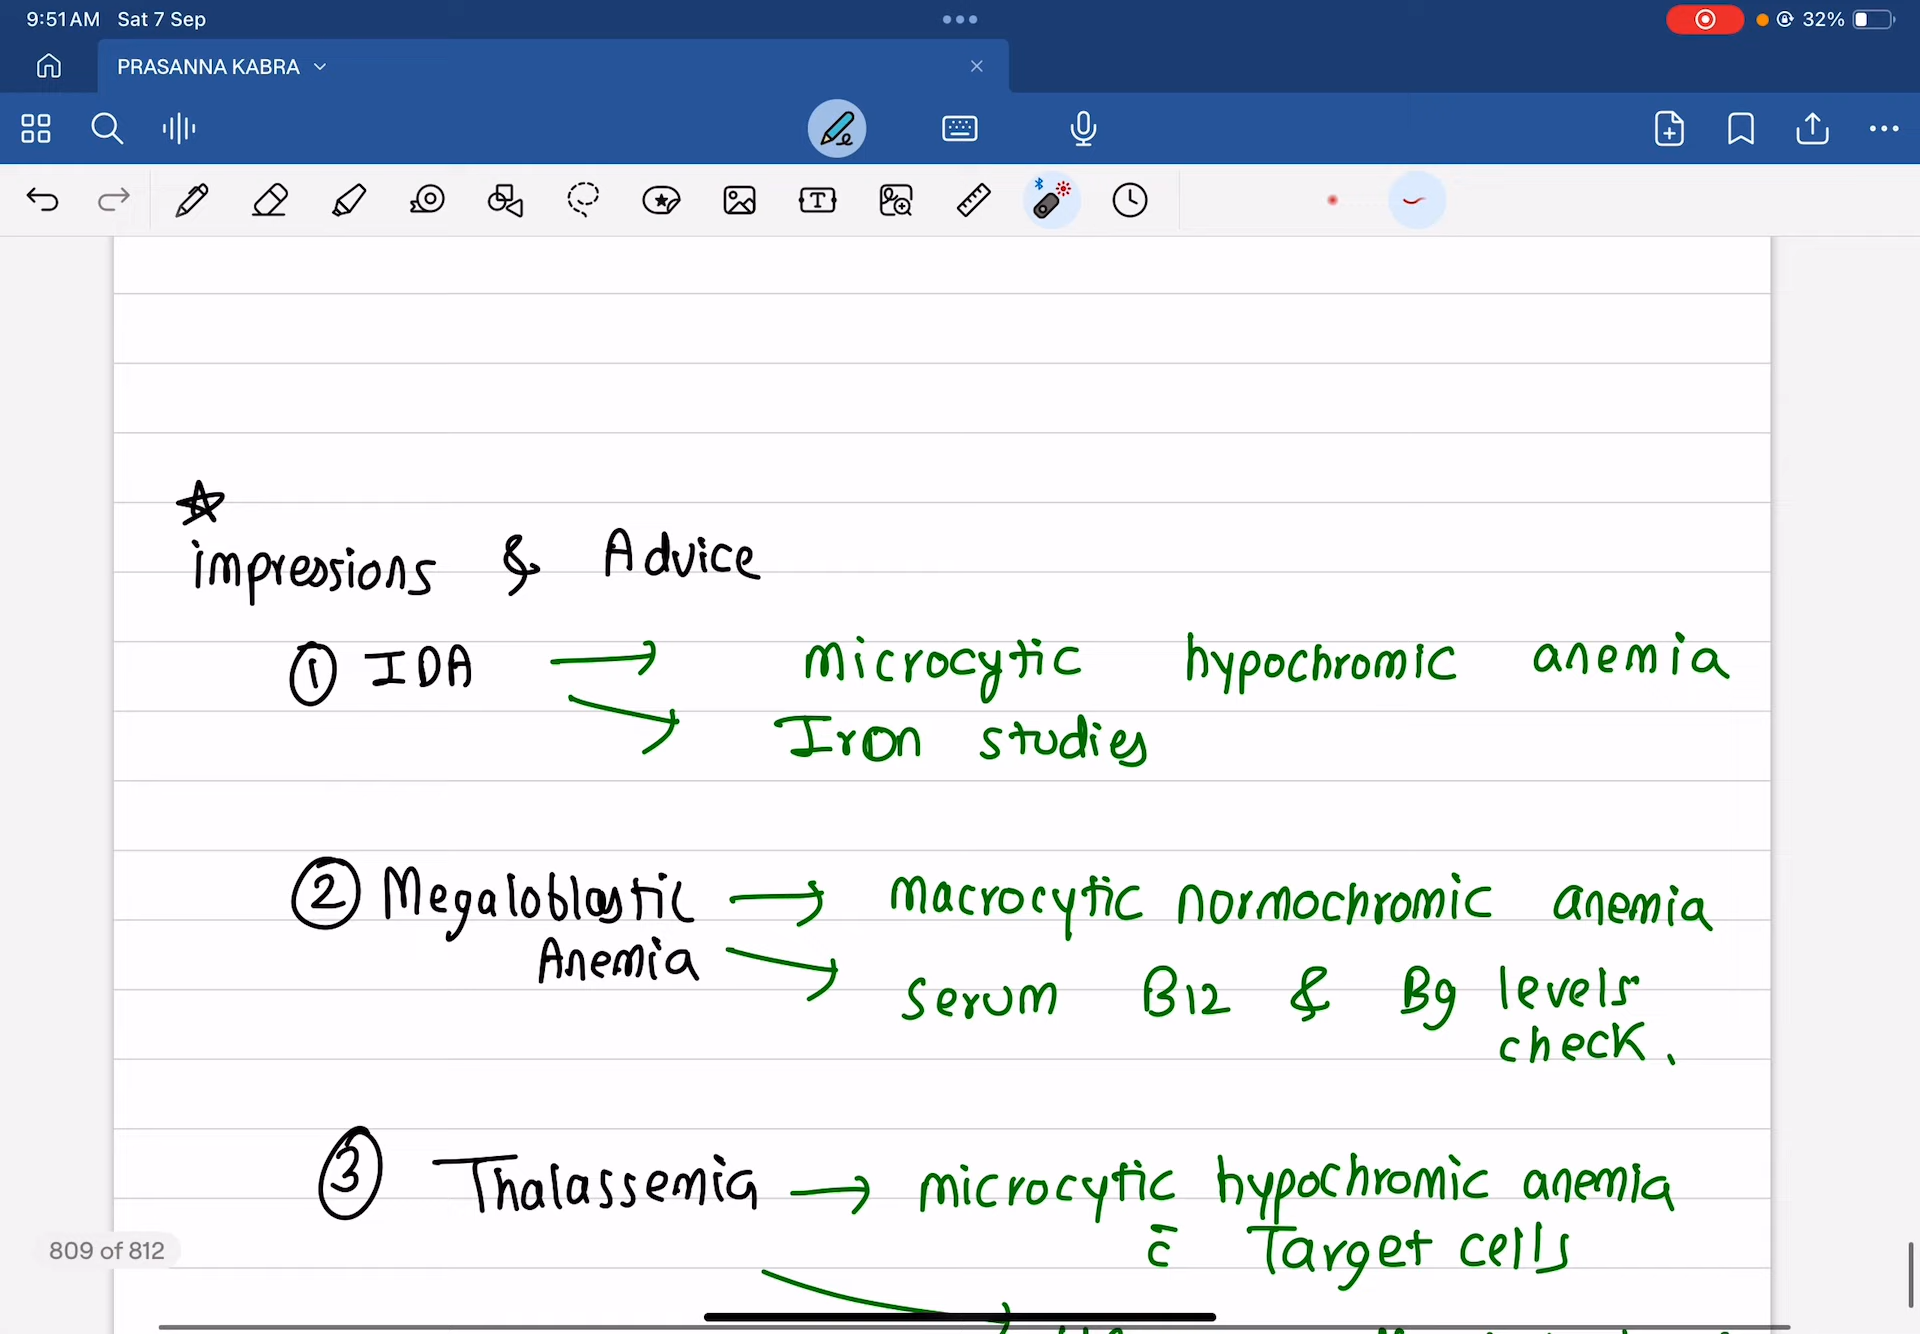 9:51 AM Sat 7 Sep
32%
PRASANNA KABRA
impressions & Advice
① IDA → microcytic hypochromic anemia
→ Iron studies
② Megaloblastic → macrocytic normochromic anemia
Anemia → Serum B12 & B9 levels
check.
③ Thalassemia → microcytic hypochromic anemia
c̄ Target cells
809 of 812